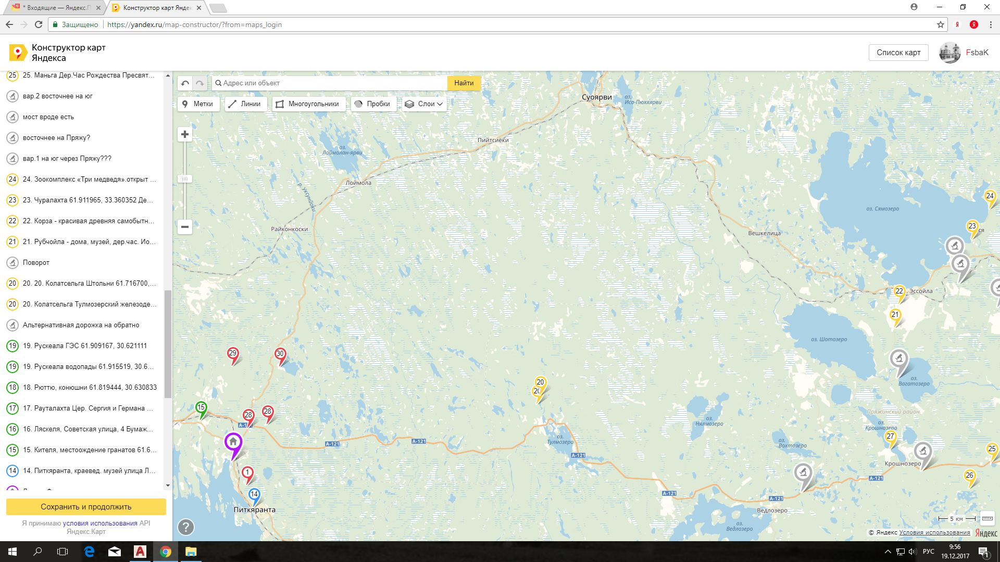 * Входящие — Яндекс.П
Конструктор карт Яндек
Защищено
https://yandex.ru/map-constructor/?from=maps_login
Конструктор карт
Яндекса
Список карт
FsbaK
25 25. Маньга Дер.Час Рождества Пресвят...
вар.2 восточнее на юг
мост вроде есть
восточнее на Пряжу?
вар.1 на юг через Пряжу???
24 24. Зоокомплекс «Три медведя».открыт ...
23 23. Чуралахта 61.911965, 33.360352 Де...
22 22. Корза - красивая древняя самобытн...
21 21. Рубчойла - дома, музей, дер.час. Ио...
Поворот
20 20. 20. Колатсельга Штольни 61.716700,...
20 20. Колатсельга Тулмозерский железоде...
Альтернативная дорожка на обратно
19 19. Рускеала ГЭС 61.909167, 30.621111
19 19. Рускеала водопады 61.915519, 30.6...
18 18. Рюттю, конюшни 61.819444, 30.630833
17 17. Рауталахта Цер. Сергия и Германа ...
16 16. Ляскеля, Советская улица, 4 Бумаж...
15 15. Кителя, местоождение гранатов 61.6...
14 14. Питкяранта, краевед. музей улица Л...
Сохранить и продолжить
Я принимаю условия использования API
Яндекс.Карт
Адрес или объект
Найти
Метки
Линии
Многоугольники
Пробки
Слои
Суоярви
оз.
Исо-Пюхяярви
Пийтсиёки
оз.
Лоймолан-ярви
Лоймола
р. Уксунйоки
24
оз. Сямозеро
Райконкоски
23
ся
Вешкелица
22
Эссойла
21
оз. Шотозеро
29
30
оз.
Вагатозеро
20
20
15
28
28
А-1
Пряжинский район
оз.
Нялмозеро
оз.
Крошнозеро
27
оз.
Тулмозеро
А-121
А-121
оз.
Вохтозеро
25
А-121
Крошнозеро
1
26
А-121
14
А-121
А-121
Питкяранта
Ведлозеро
оз.
Ведлозеро
5 км
© Яндекс Условия использования
Яндекс
?
РУС
9:56
19.12.2017
1